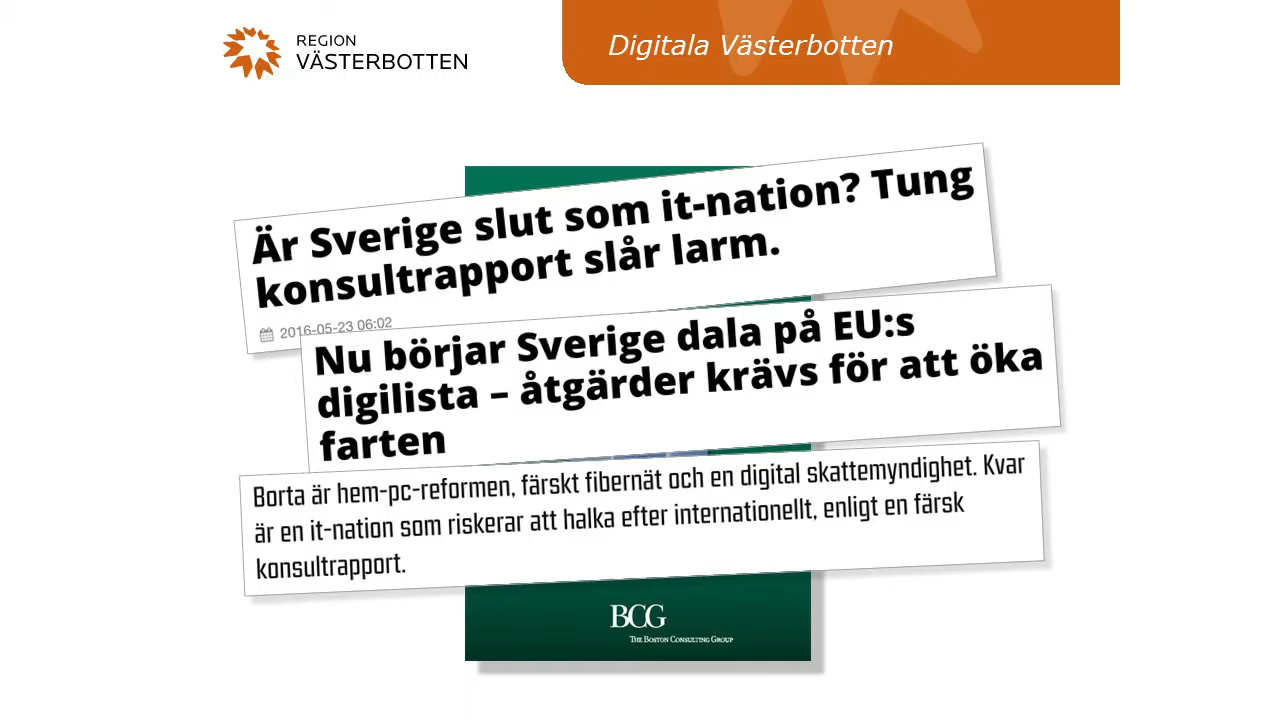 REGION
VÄSTERBOTTEN
Digitala Västerbotten
Är Sverige slut som it-nation? Tung
konsultrapport slår larm.
2016-05-23 06:02
Nu börjar Sverige dala på EU:s
digilista – åtgärder krävs för att öka
farten
Borta är hem-pc-reformen, färskt fibernät och en digital skattemyndighet. Kvar
är en it-nation som riskerar att halka efter internationellt, enligt en färsk
konsultrapport.
BCG
The Boston Consulting Group